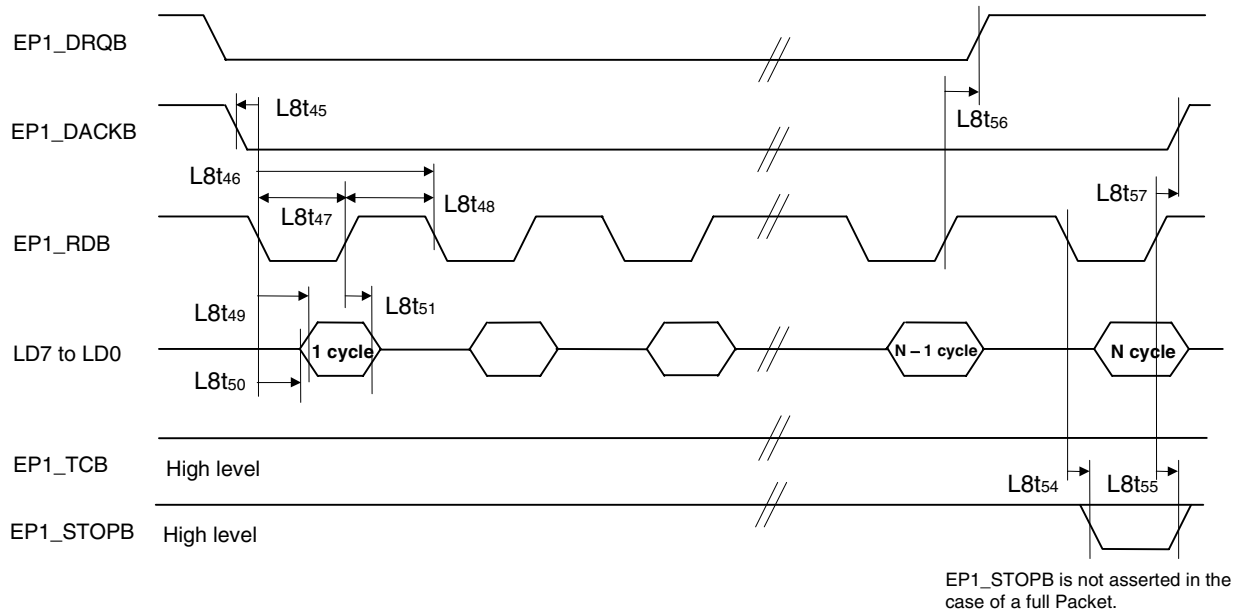 EP1_DRQB
L8t45
L8t56
EP1_DACKB
L8t46
L8t47
L8t48
L8t57
EP1_RDB
L8t49
L8t51
LD7 to LD0
1 cycle
N – 1 cycle
N cycle
L8t50
EP1_TCB
High level
L8t54
L8t55
EP1_STOPB
High level
EP1_STOPB is not asserted in the
case of a full Packet.